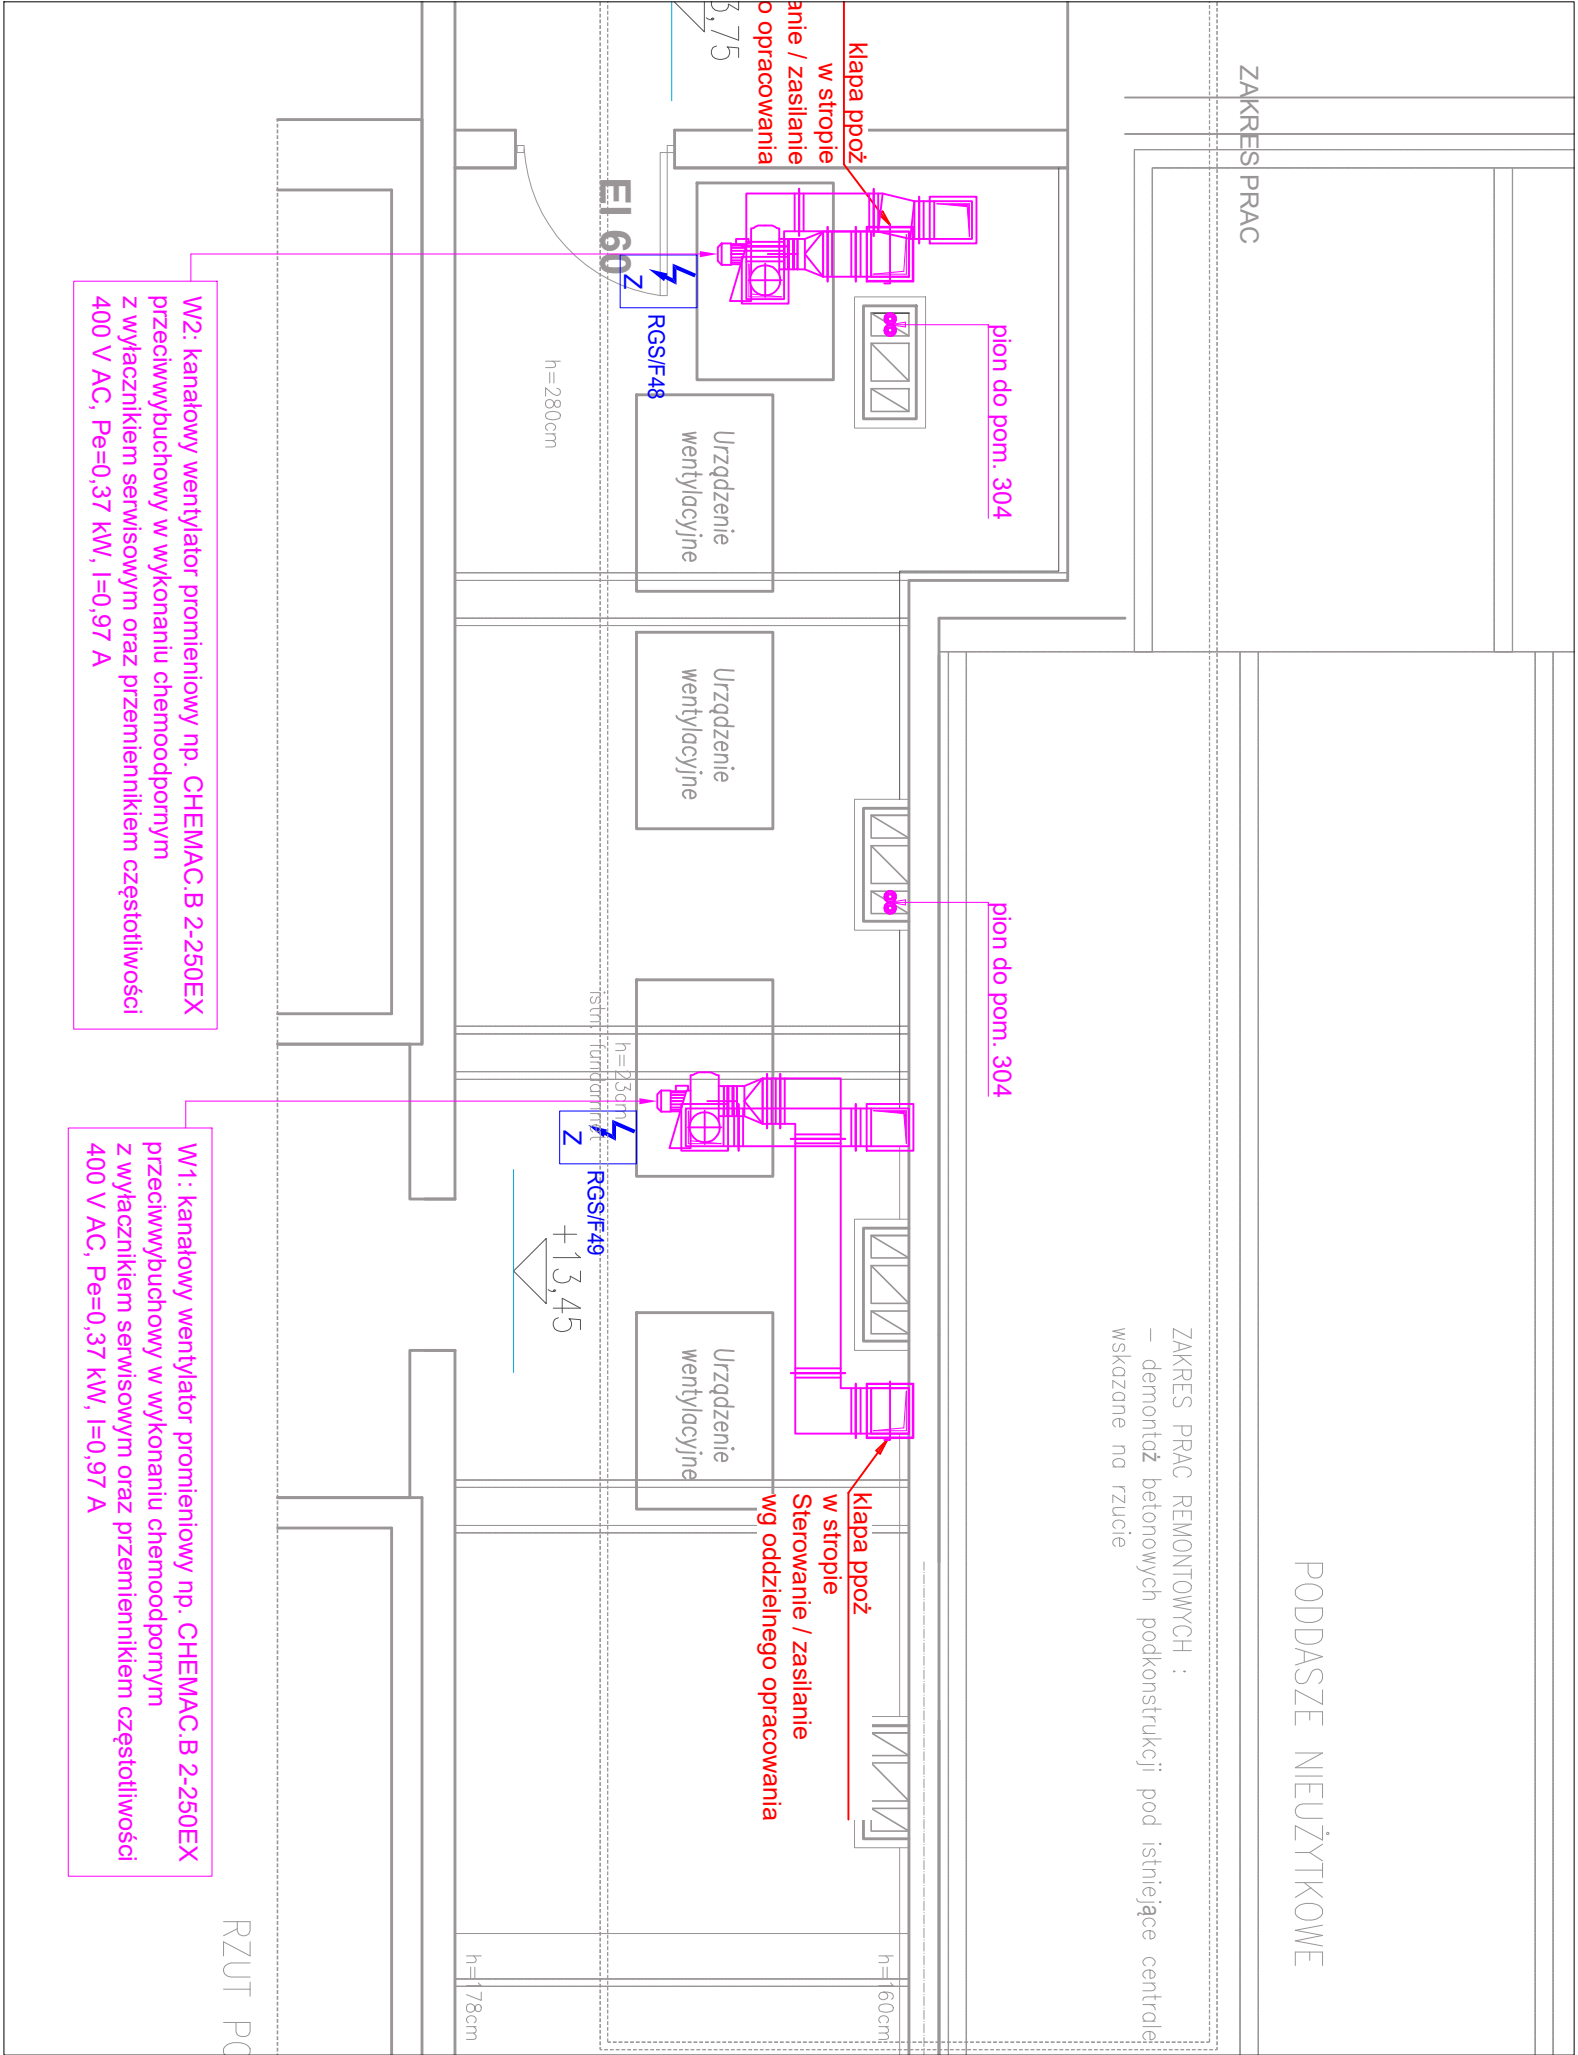 ZAKRES PRAC
PODDASZE NIEUŻYTKOWE
ZAKRES PRAC REMONTOWYCH :
– demontaż betonowych podkonstrukcji pod istniejące centrale
wskazane na rzucie
pion do pom. 304
pion do pom. 304
klapa ppoż
w stropie
/ zasilanie
opracowania
3,75
EI 60
Z
RGS/F48
h=280cm
Urządzenie
wentylacyjne
Urządzenie
wentylacyjne
h=23cm
istn. fundament
Z
RGS/F49
+13,45
Urządzenie
wentylacyjne
klapa ppoż
w stropie
Sterowanie / zasilanie
wg oddzielnego opracowania
h=160cm
h=178cm
W2: kanałowy wentylator promieniowy np. CHEMAC.B 2-250EX
przeciwwybuchowy w wykonaniu chemoodpornym
z wyłacznikiem serwisowym oraz przemiennikiem częstotliwości
400 V AC, Pe=0,37 kW, I=0,97 A
W1: kanałowy wentylator promieniowy np. CHEMAC.B 2-250EX
przeciwwybuchowy w wykonaniu chemoodpornym
z wyłacznikiem serwisowym oraz przemiennikiem częstotliwości
400 V AC, Pe=0,37 kW, I=0,97 A
RZUT